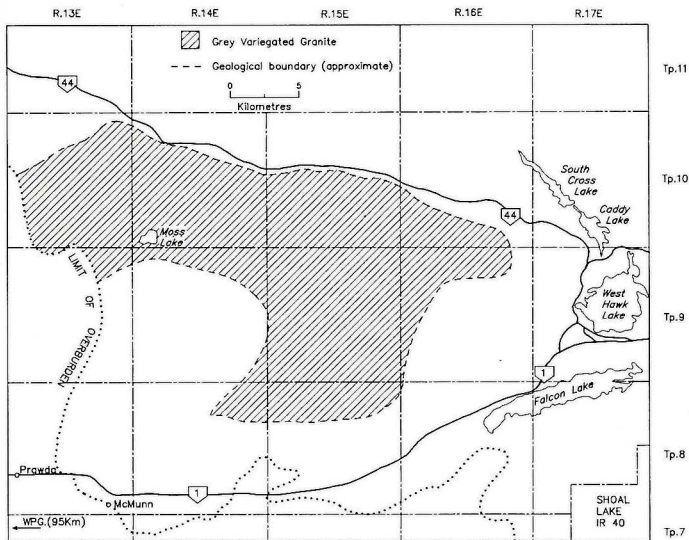 R.13E
R.14E
R.15E
R.16E
R.17E
Grey Variegated Granite
Geological boundary (approximate)
0
5
Kilometres
Tp.11
44
Tp.10
South
Cross
Lake
Caddy
Lake
44
Moss
Lake
LIMIT OF OVERBURDEN
West
Hawk
Lake
Tp.9
1
Falcon Lake
Prawda
1
McMunn
Tp.8
SHOAL
LAKE
IR 40
WPG.(95Km)
Tp.7